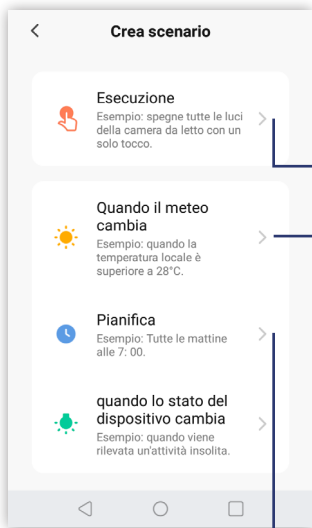 Crea scenario
Esecuzione
Esempio: spegne tutte le luci
della camera da letto con un
solo tocco.
Quando il meteo
cambia
Esempio: quando la
temperatura locale è
superiore a 28°C.
Pianifica
Esempio: Tutte le mattine
alle 7: 00.
quando lo stato del
dispositivo cambia
Esempio: quando viene
rilevata un'attività insolita.